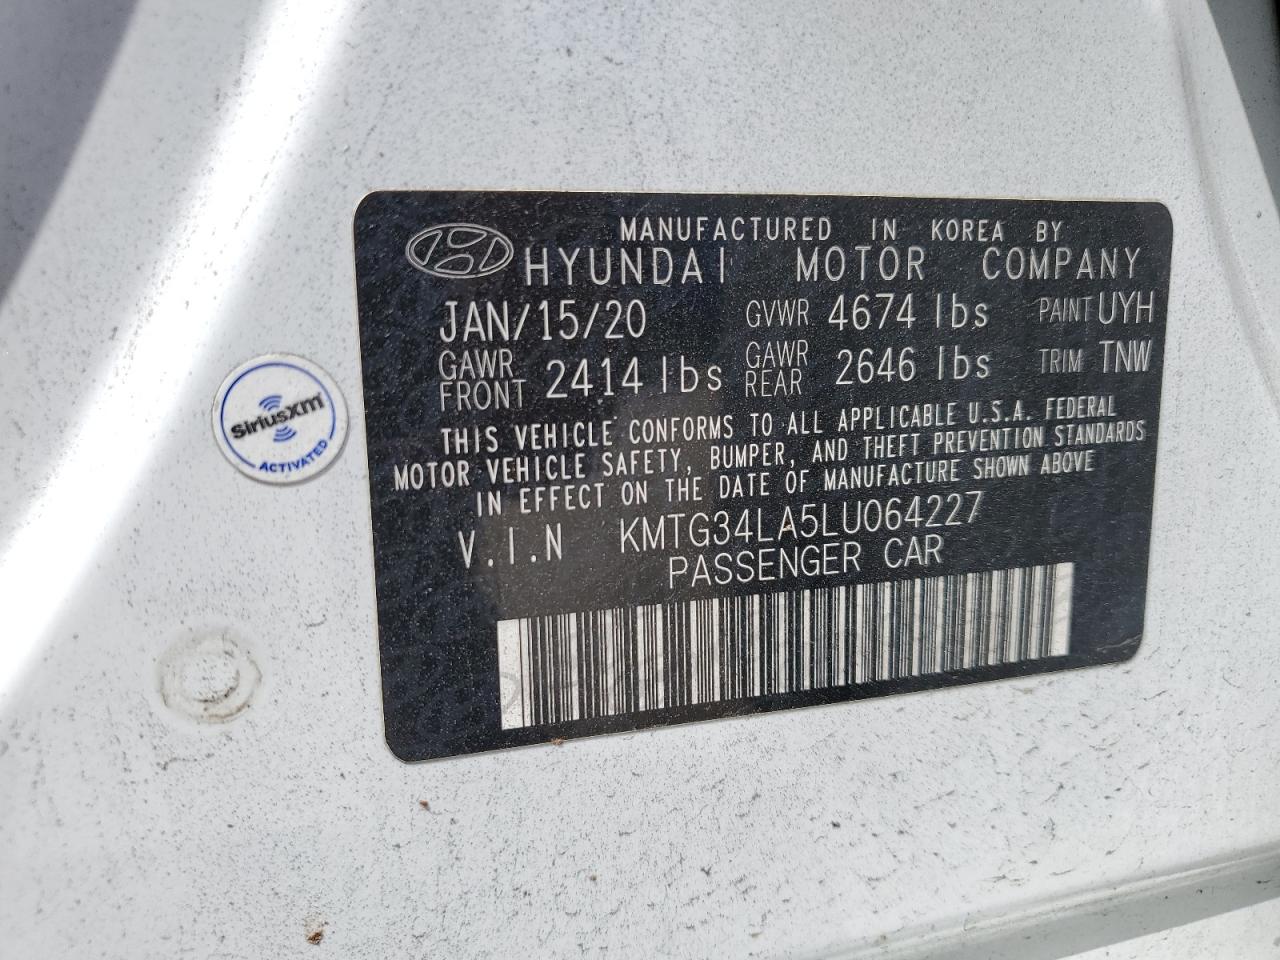 MANUFACTURED IN KOREA BY
HYUNDAI MOTOR COMPANY
JAN/15/20 GVWR 4674 lbs PAINT UYH
GAWR FRONT 2414 lbs GAWR REAR 2646 lbs TRIM TNW
THIS VEHICLE CONFORMS TO ALL APPLICABLE U.S.A. FEDERAL
MOTOR VEHICLE SAFETY, BUMPER, AND THEFT PREVENTION STANDARDS
IN EFFECT ON THE DATE OF MANUFACTURE SHOWN ABOVE
V.I.N KMTG34LA5LU064227
PASSENGER CAR
SiriusXM
ACTIVATED